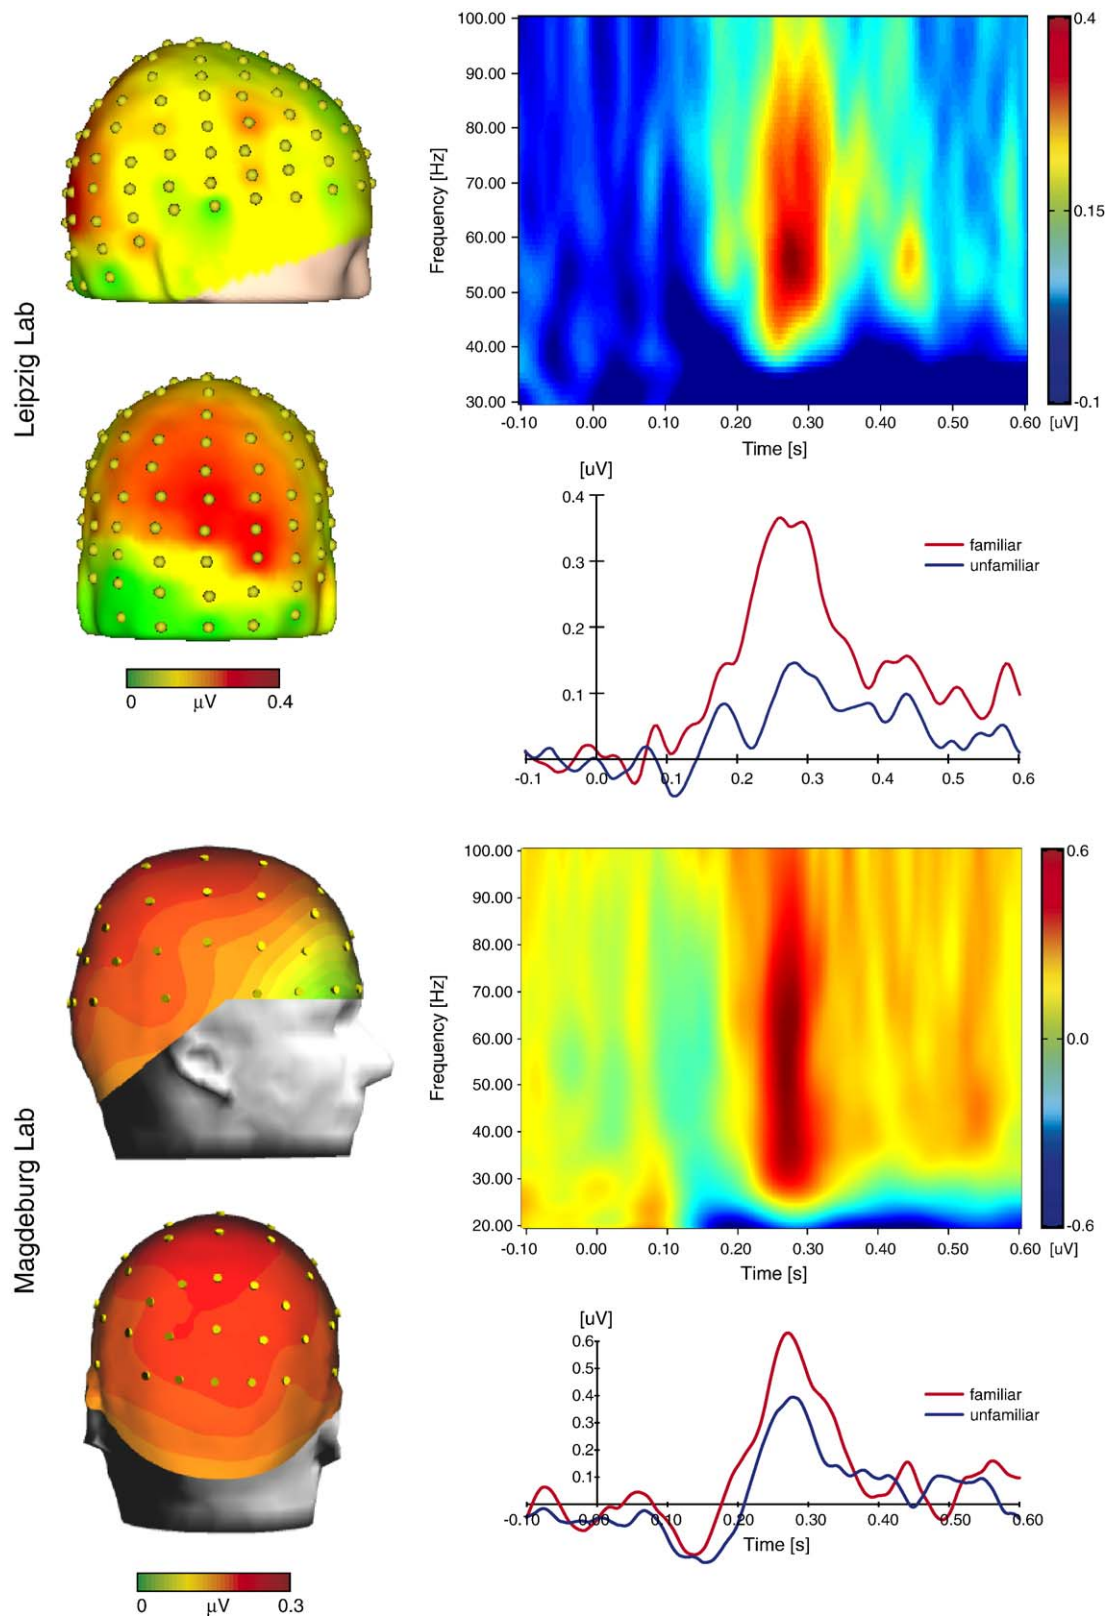 Leipzig Lab
0 μV 0.4
Frequency [Hz]
100.00
90.00
80.00
70.00
60.00
50.00
40.00
30.00
-0.10 0.00 0.10 0.20 0.30 0.40 0.50 0.60
Time [s]
0.4
0.15
-0.1
[uV]
[uV]
0.4
0.3
0.2
0.1
-0.1 0.0 0.1 0.2 0.3 0.4 0.5 0.6
familiar
unfamiliar
Magdeburg Lab
0 μV 0.3
Frequency [Hz]
100.00
90.00
80.00
70.00
60.00
50.00
40.00
30.00
20.00
-0.10 0.00 0.10 0.20 0.30 0.40 0.50 0.60
Time [s]
0.6
0.0
-0.6
[uV]
[uV]
0.6
0.5
0.4
0.3
0.2
0.1
-0.10 0.00 0.10 0.20 0.30 0.40 0.50 0.60
Time [s]
familiar
unfamiliar